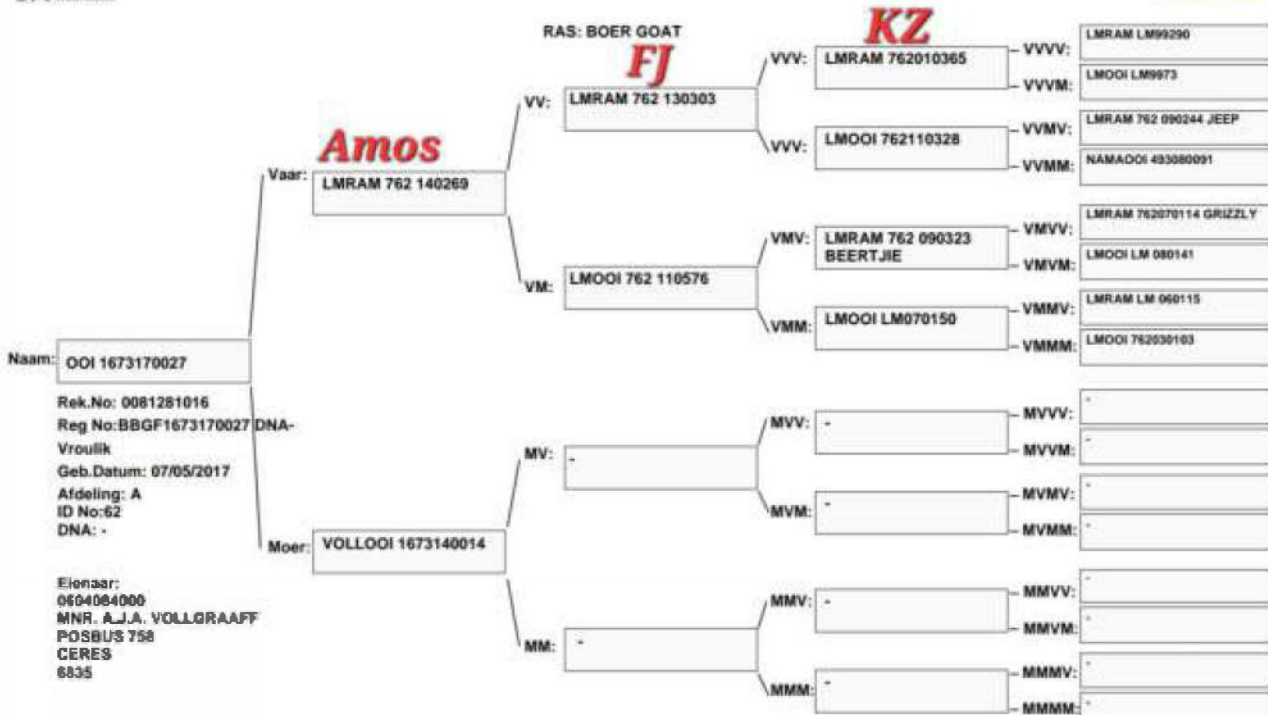 RAS: BOER GOAT
KZ
FJ
Amos
Naam: OOI 1673170027
Rek.No: 0081281016
Reg No:BBGF1673170027 DNA-
Vroulik
Geb.Datum: 07/05/2017
Afdeling: A
ID No:62
DNA: -
Eienaar:
0604084000
MNR. A.J.A. VOLLGRAAFF
POSBUS 758
CERES
6835
Vaar: LMRAM 762 140269
Moer: VOLLOOI 1673140014
VV: LMRAM 762 130303
VM: LMOOI 762 110576
MV: -
MM: -
VVV: LMRAM 762010365
VVV: LMOOI 762110328
VMV: LMRAM 762 090323
BEERTJIE
VMM: LMOOI LM070150
MVV: -
MVM: -
MMV: -
MMM: -
VVVV: LMRAM LM99290
VVVM: LMOOI LM9973
VVMV: LMRAM 762 090244 JEEP
VVMM: NAMAOOI 493080091
VMVV: LMRAM 762070114 GRIZZLY
VMVM: LMOOI LM 080141
VMMV: LMRAM LM 060115
VMMM: LMOOI 762030103
MVVV: -
MVVM: -
MVMV: -
MVMM: -
MMVV: -
MMVM: -
MMMV: -
MMMM: -